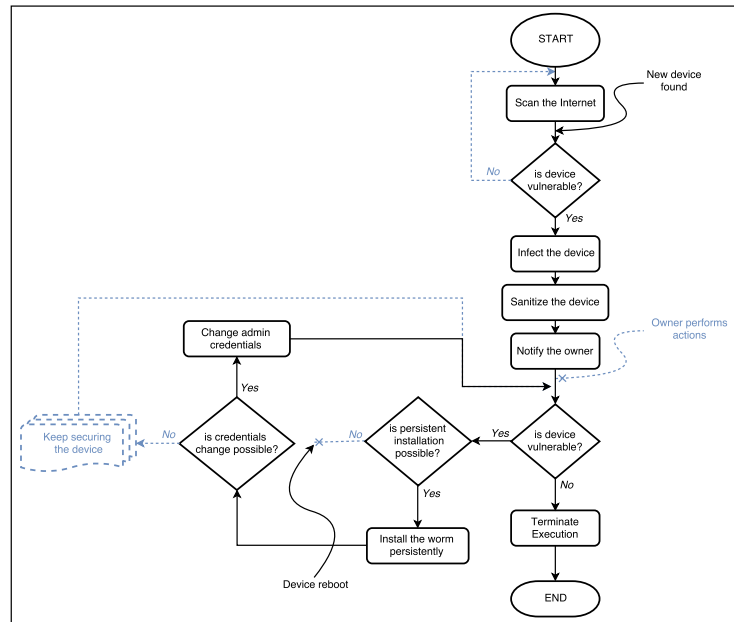 START
New device
found
Scan the Internet
No
is device
vulnerable?
Yes
Infect the device
Sanitize the device
Owner performs
actions
Change admin
credentials
Notify the owner
Yes
Keep securing
the device
No
is credentials
change possible?
No
is persistent
installation
possible?
Yes
is device
vulnerable?
Yes
No
Install the worm
persistently
Terminate
Execution
Device reboot
END